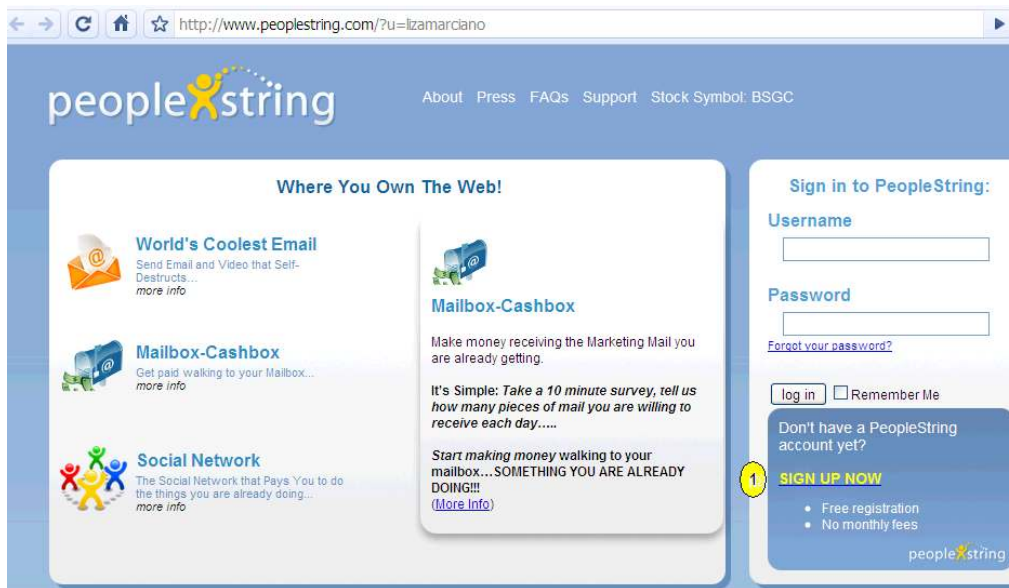 http://www.peoplestring.com/?u=lizamarciano
people string
About Press FAQs Support Stock Symbol: BSGC
Where You Own The Web!
World's Coolest Email
Send Email and Video that Self-
Destructs...
more info
Mailbox-Cashbox
Get paid walking to your Mailbox...
more info
Social Network
The Social Network that Pays You to do
the things you are already doing...
more info
Mailbox-Cashbox
Make money receiving the Marketing Mail you
are already getting.
It's Simple: Take a 10 minute survey, tell us
how many pieces of mail you are willing to
receive each day.....
Start making money walking to your
mailbox...SOMETHING YOU ARE ALREADY
DOING!!!
(More Info)
Sign in to PeopleString:
Username
Password
Forgot your password?
log in Remember Me
Don't have a PeopleString
account yet?
1 SIGN UP NOW
• Free registration
• No monthly fees
people string